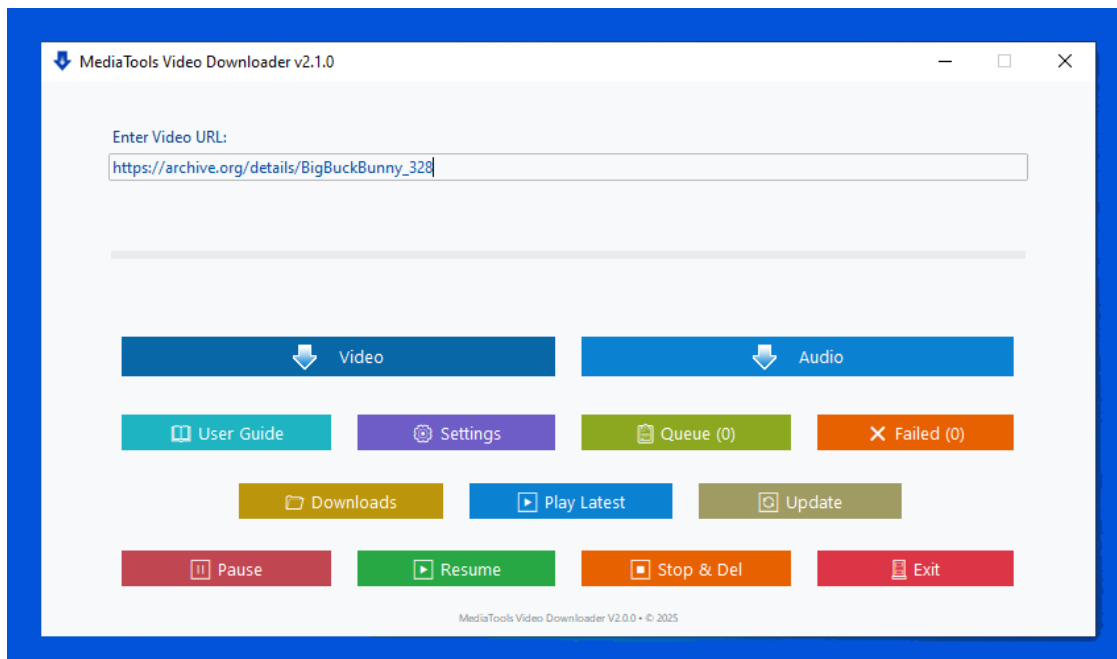 MediaTools Video Downloader v2.1.0
Enter Video URL:
https://archive.org/details/BigBuckBunny_328
Video Audio
User Guide Settings Queue (0) Failed (0)
Downloads Play Latest Update
Pause Resume Stop & Del Exit
MediaTools Video Downloader V2.0.0 • © 2025